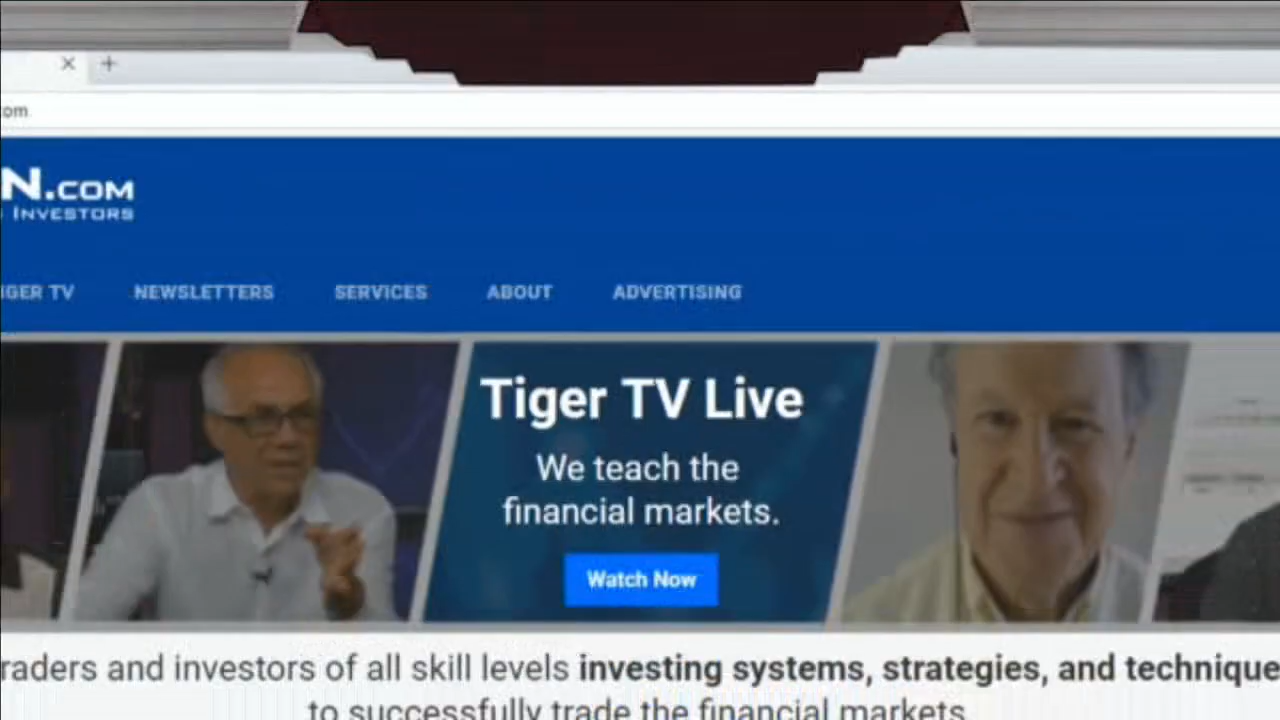 com
N.COM
INVESTORS
IGER TV NEWSLETTERS SERVICES ABOUT ADVERTISING
Tiger TV Live
We teach the
financial markets.
Watch Now
raders and investors of all skill levels investing systems, strategies, and technique
to successfully trade the financial markets.